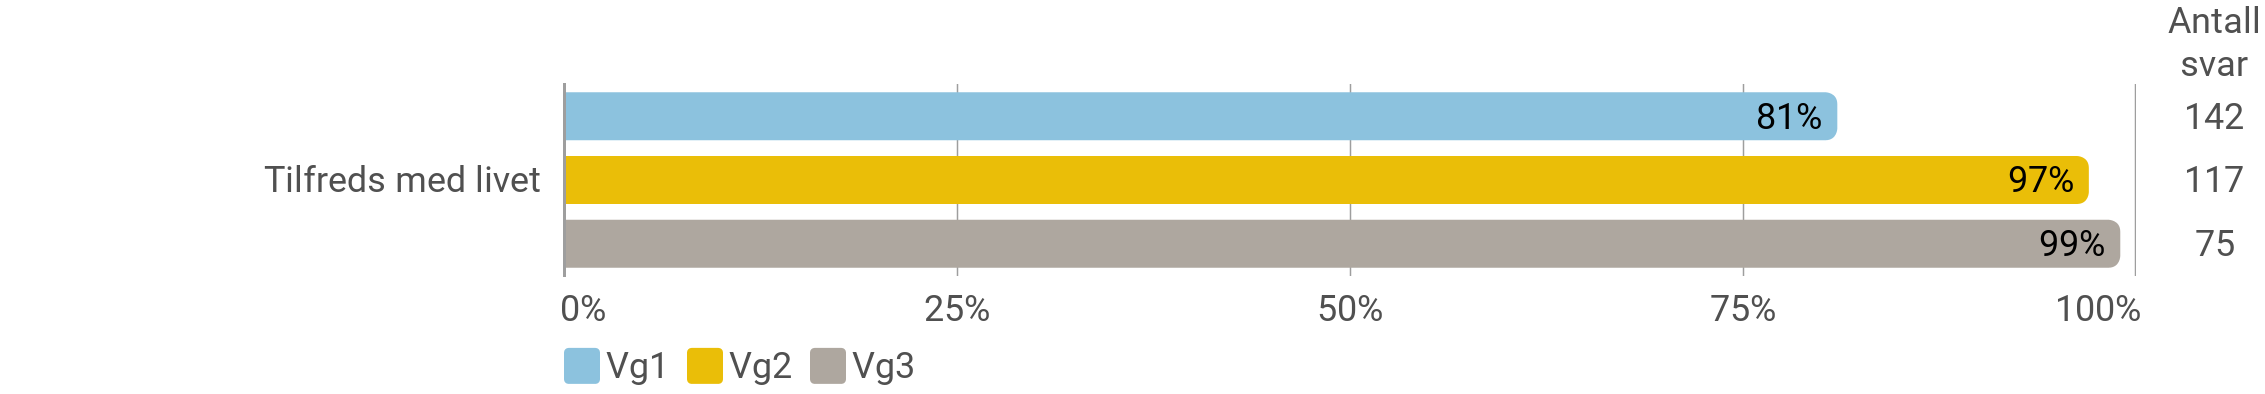 Antall
svar
81%
142
Tilfreds med livet
97%
117
99%
75
0% 25% 50% 75% 100%
Vg1 Vg2 Vg3